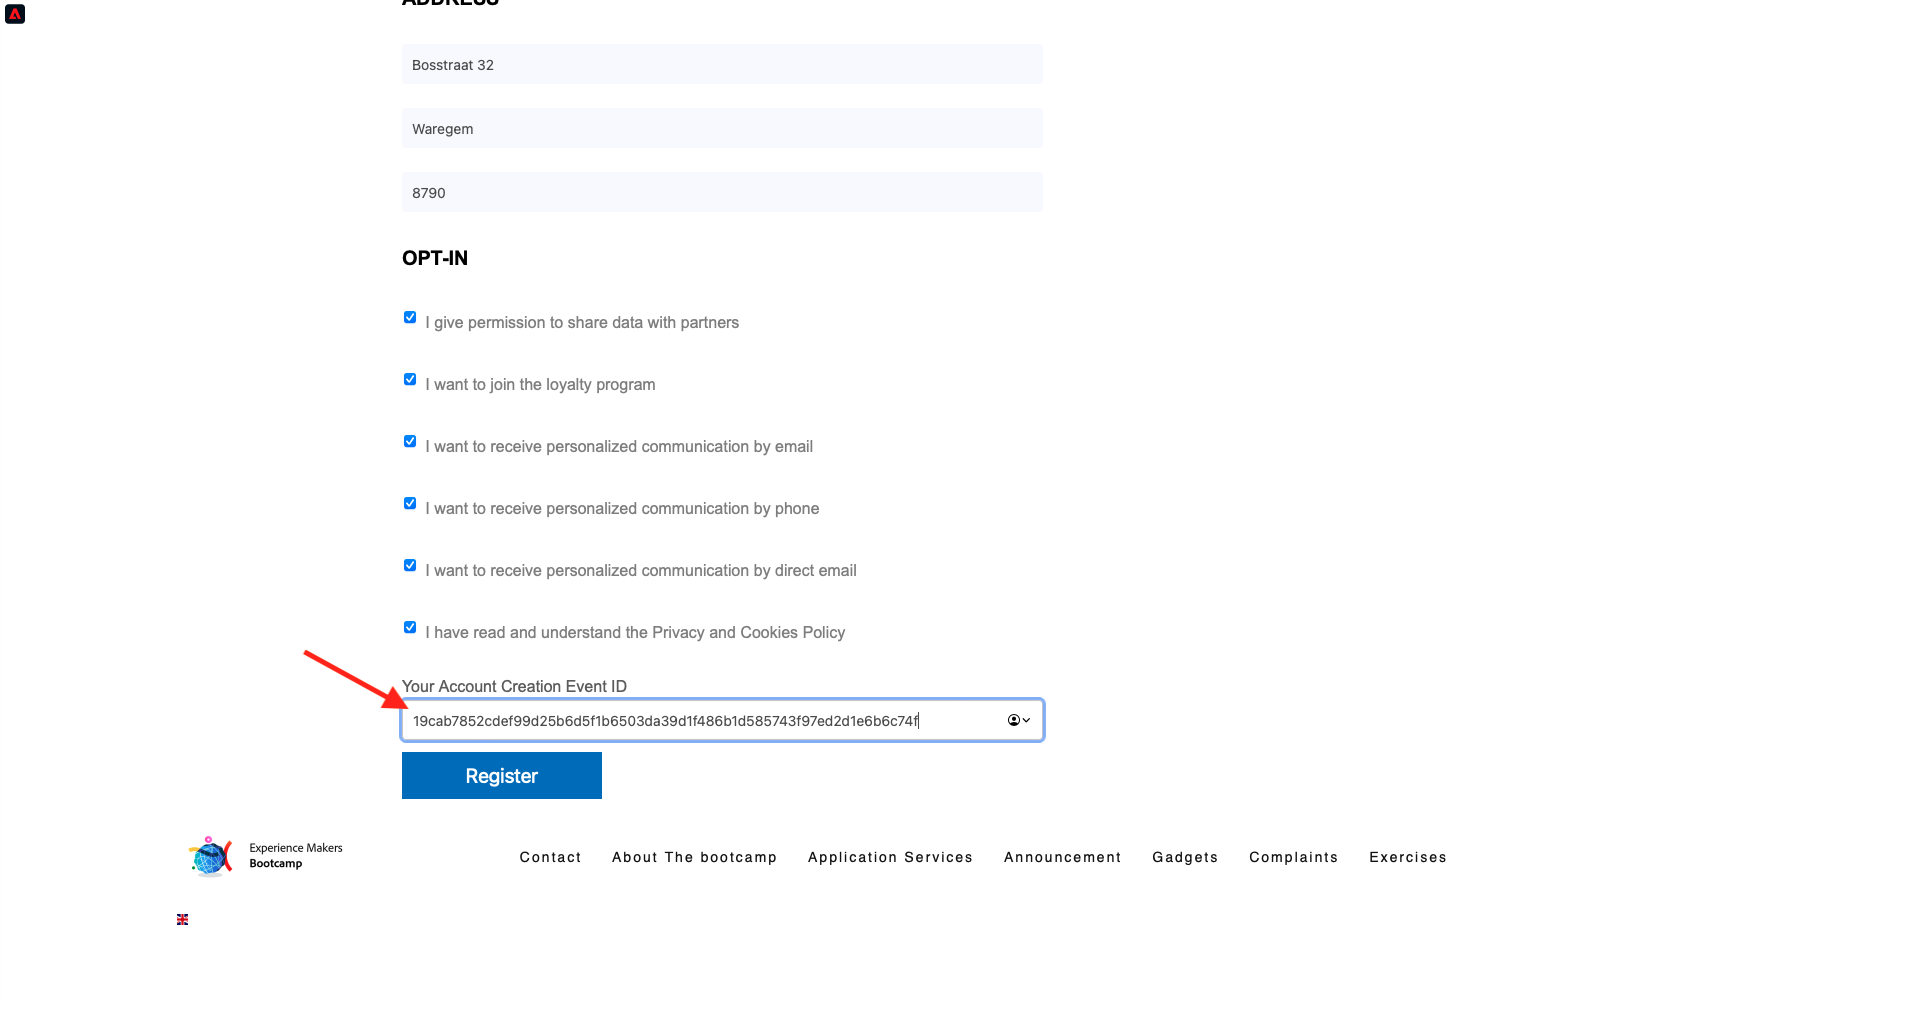 ADDRESS
Bosstraat 32
Waregem
8790
OPT-IN
I give permission to share data with partners
I want to join the loyalty program
I want to receive personalized communication by email
I want to receive personalized communication by phone
I want to receive personalized communication by direct email
I have read and understand the Privacy and Cookies Policy
Your Account Creation Event ID
19cab7852cdef99d25b6d5f1b6503da39d1f486b1d585743f97ed2d1e6b6c74f
Register
Experience Makers
Bootcamp
Contact About The bootcamp Application Services Announcement Gadgets Complaints Exercises